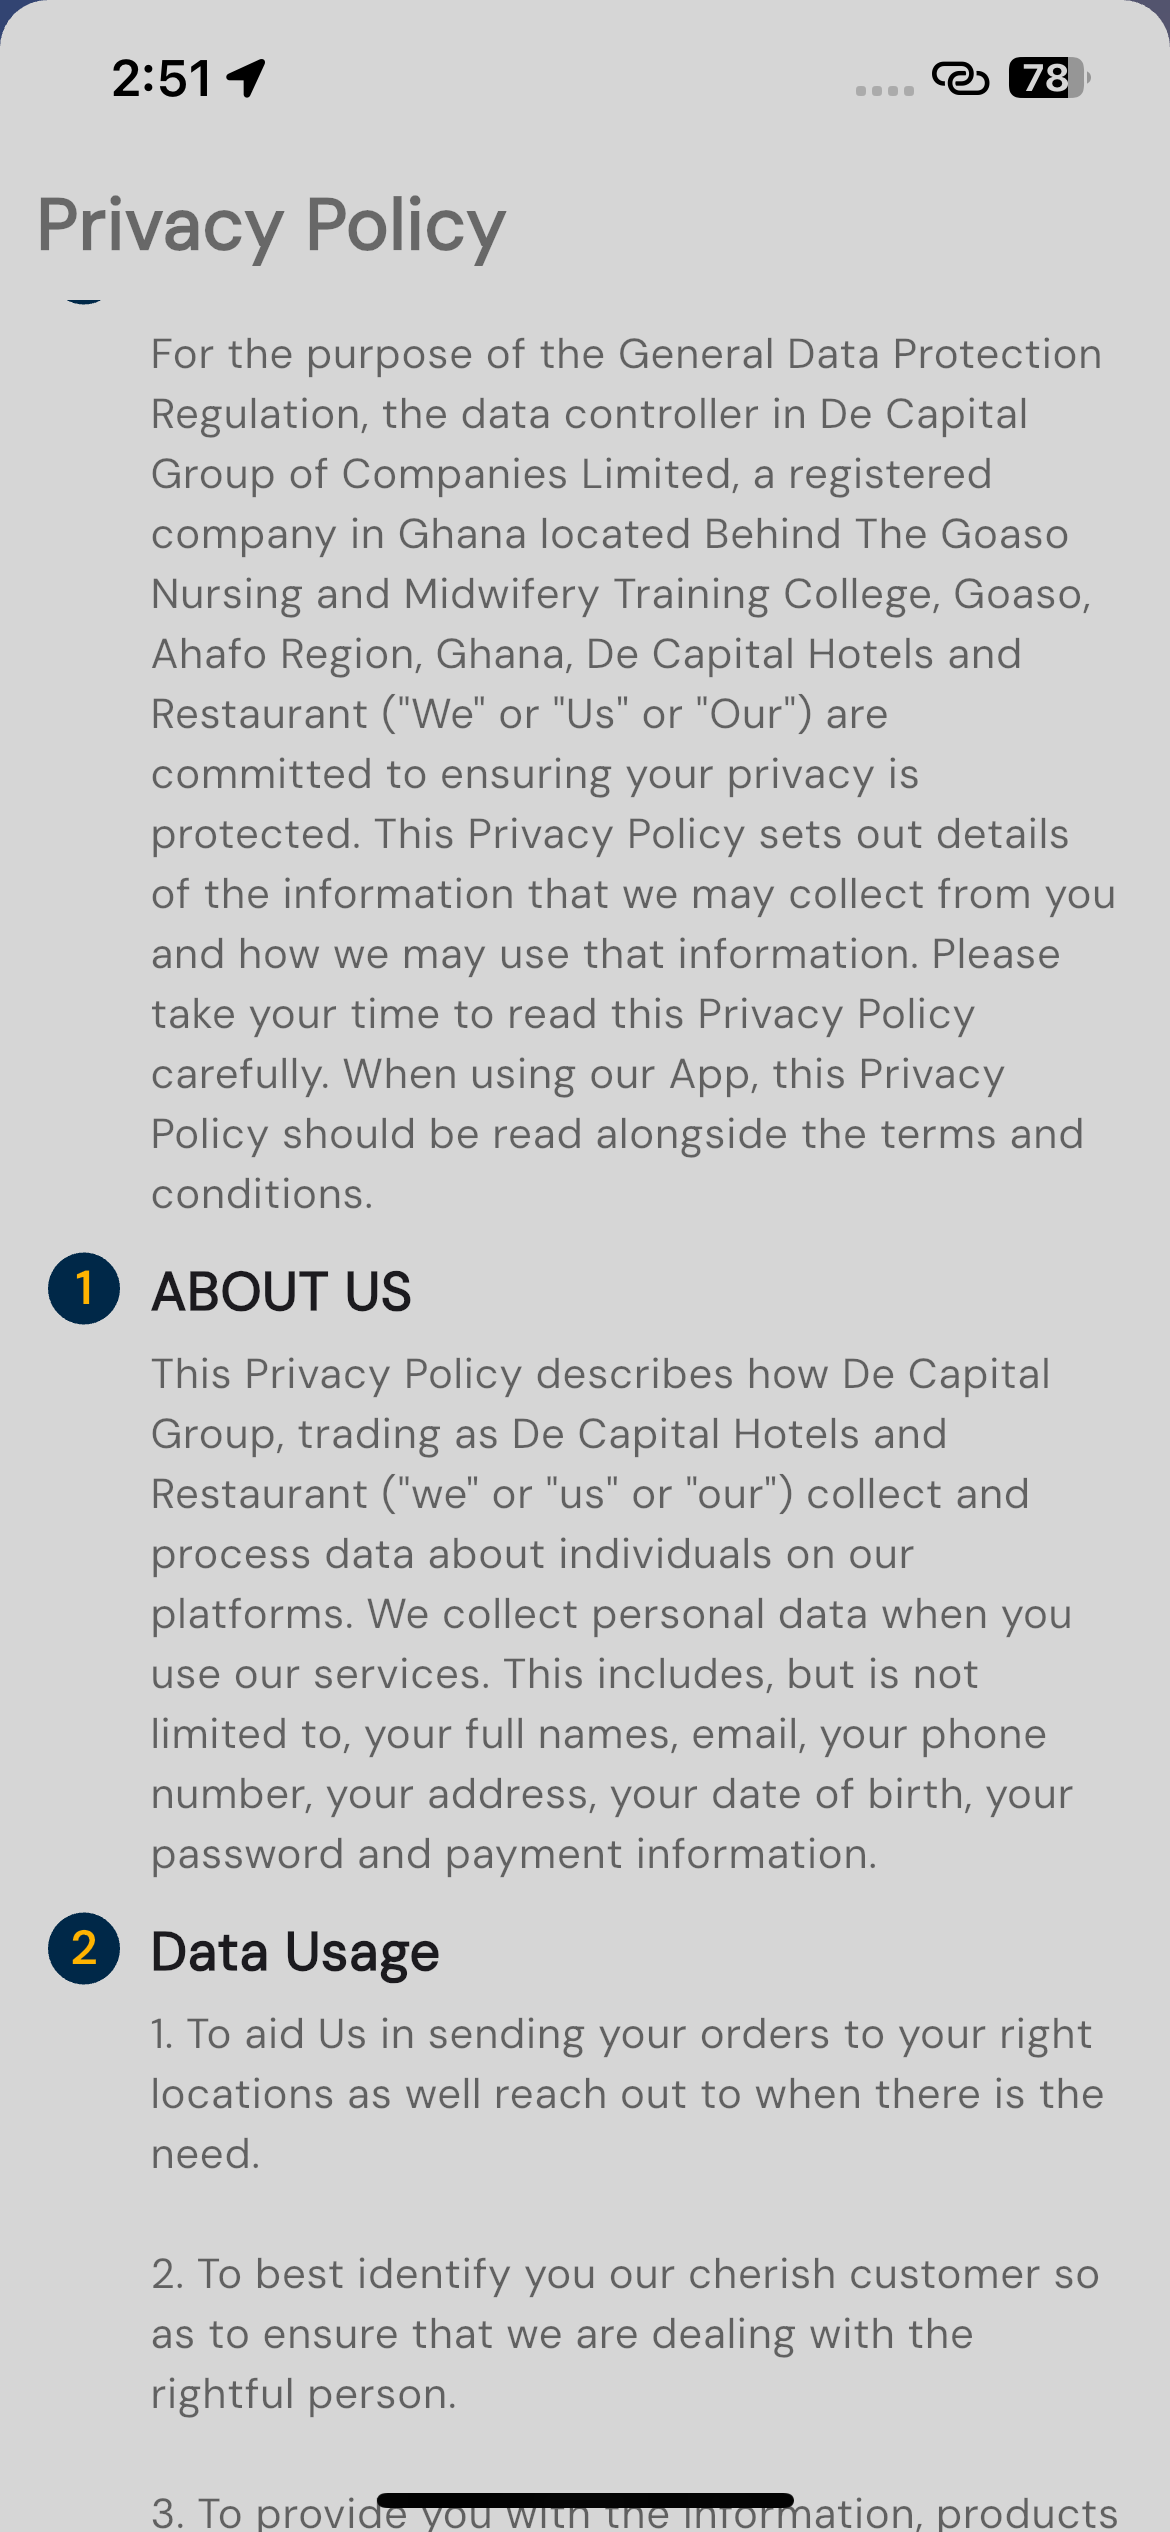 2:51
78
Privacy Policy
For the purpose of the General Data Protection
Regulation, the data controller in De Capital
Group of Companies Limited, a registered
company in Ghana located Behind The Goaso
Nursing and Midwifery Training College, Goaso,
Ahafo Region, Ghana, De Capital Hotels and
Restaurant ("We" or "Us" or "Our") are
committed to ensuring your privacy is
protected. This Privacy Policy sets out details
of the information that we may collect from you
and how we may use that information. Please
take your time to read this Privacy Policy
carefully. When using our App, this Privacy
Policy should be read alongside the terms and
conditions.
1 ABOUT US
This Privacy Policy describes how De Capital
Group, trading as De Capital Hotels and
Restaurant ("we" or "us" or "our") collect and
process data about individuals on our
platforms. We collect personal data when you
use our services. This includes, but is not
limited to, your full names, email, your phone
number, your address, your date of birth, your
password and payment information.
2 Data Usage
1. To aid Us in sending your orders to your right
locations as well reach out to when there is the
need.
2. To best identify you our cherish customer so
as to ensure that we are dealing with the
rightful person.
3. To provide you with the information, products